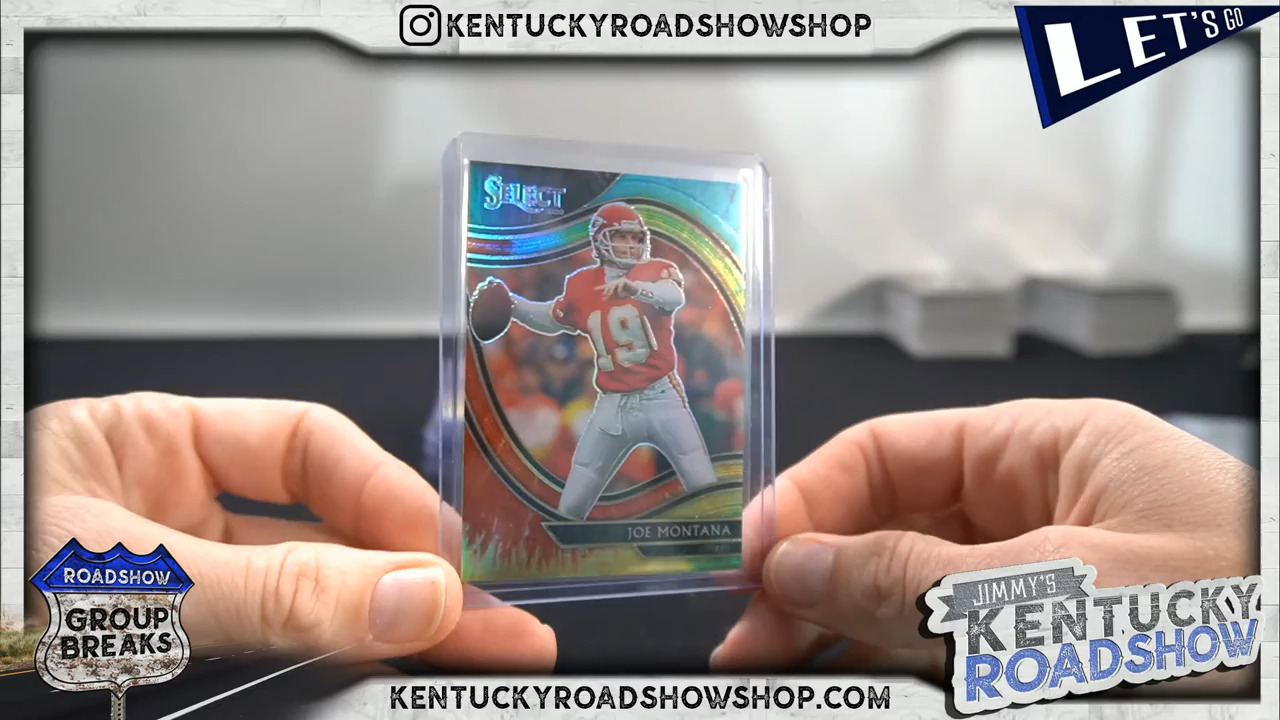 KENTUCKYROADSHOWSHOP
LET'S GO
SELECT
19
JOE MONTANA
ROADSHOW
GROUP
BREAKS
JIMMY'S
KENTUCKY
ROADSHOW
KENTUCKYROADSHOWSHOP.COM